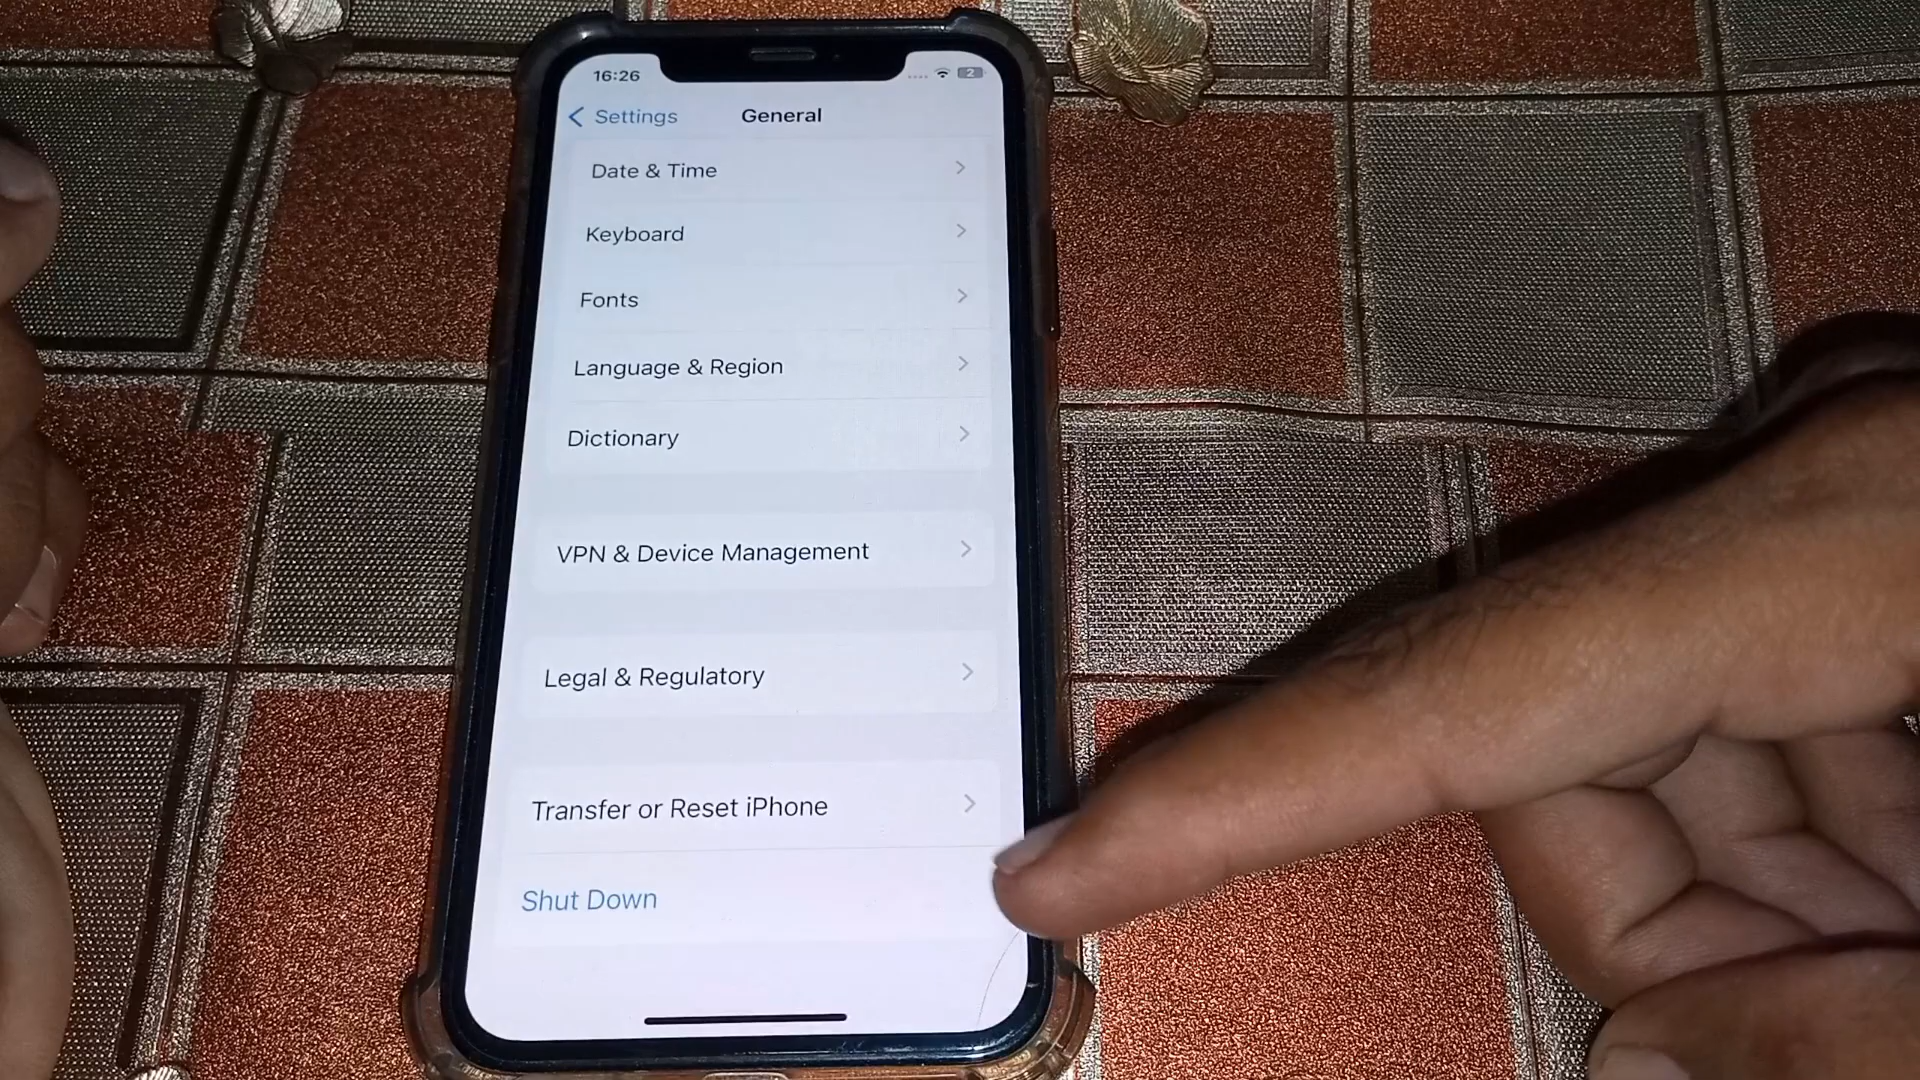 16:26
2
Settings
General
Date & Time
Keyboard
Fonts
Language & Region
Dictionary
VPN & Device Management
Legal & Regulatory
Transfer or Reset iPhone
Shut Down